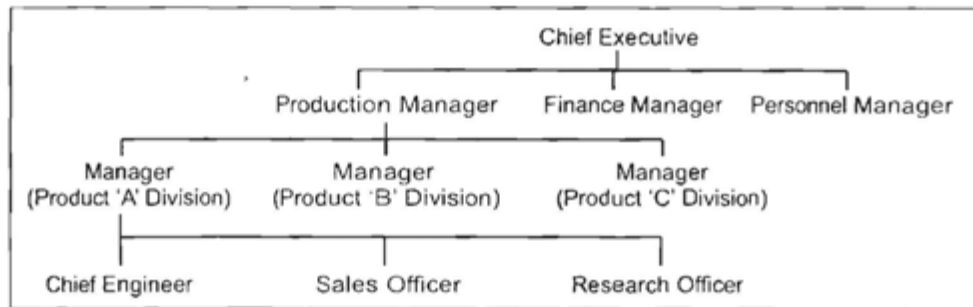 Chief Executive
Production Manager Finance Manager Personnel Manager
Manager Manager Manager
(Product 'A' Division) (Product 'B' Division) (Product 'C' Division)
Chief Engineer Sales Officer Research Officer